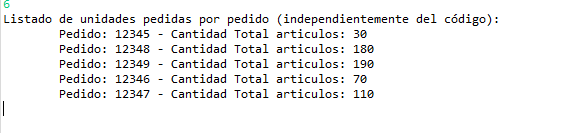 6
Listado de unidades pedidas por pedido (independientemente del código):
Pedido: 12345 - Cantidad Total articulos: 30
Pedido: 12348 - Cantidad Total articulos: 180
Pedido: 12349 - Cantidad Total articulos: 190
Pedido: 12346 - Cantidad Total articulos: 70
Pedido: 12347 - Cantidad Total articulos: 110